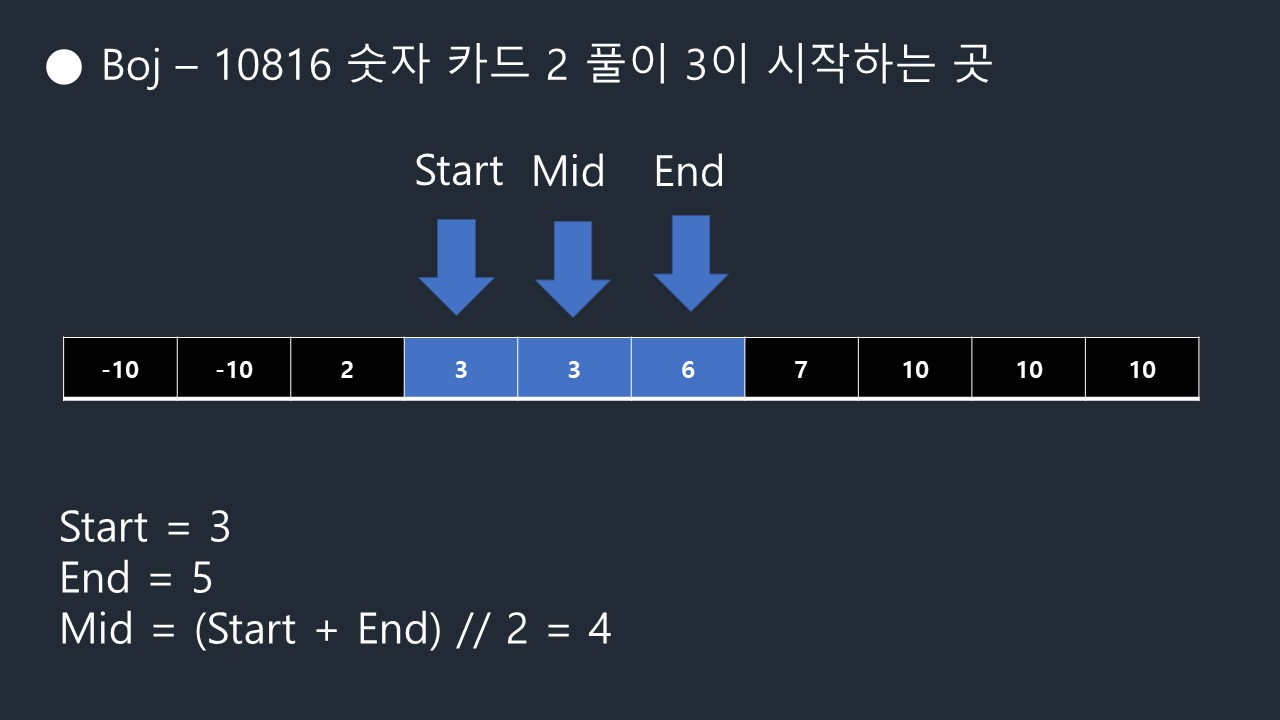 ● Boj – 10816 숫자 카드 2 풀이 3이 시작하는 곳
Start Mid End
-10 -10 2 3 3 6 7 10 10 10
Start = 3
End = 5
Mid = (Start + End) // 2 = 4